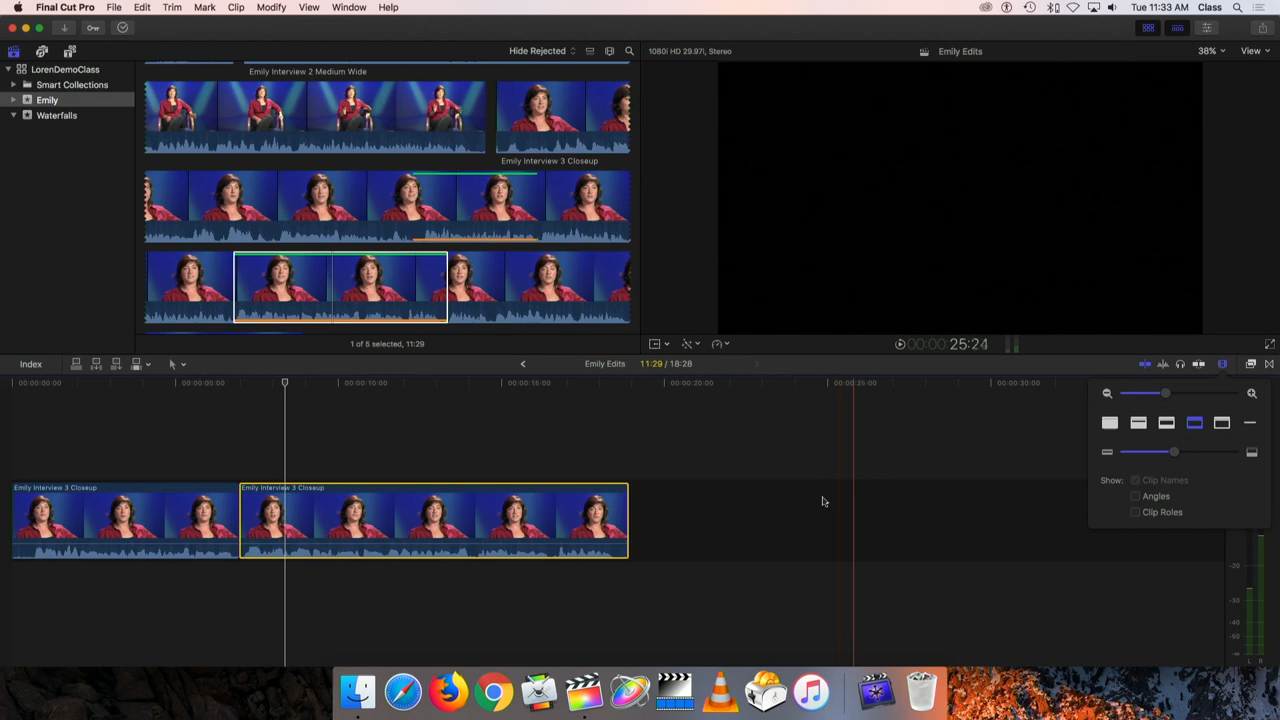 Final Cut Pro File Edit Trim Mark Clip Modify View Window Help Tue 11:33 AM Class
Hide Rejected 1080i HD 29.97i, Stereo Emily Edits 38% View
LorenDemoClass
Smart Collections
Emily
Waterfalls
Emily Interview 2 Medium Wide
Emily Interview 3 Closeup
1 of 5 selected, 11:29
00:00:00 25:24
Index Emily Edits 11:29 / 18:28
00:00:00:00 00:00:05:00 00:00:10:00 00:00:15:00 00:00:20:00 00:00:25:00 00:00:30:00
Show: Clip Names
Angles
Clip Roles
Emily Interview 3 Closeup Emily Interview 3 Closeup
-20
-30
-40
-50
L R